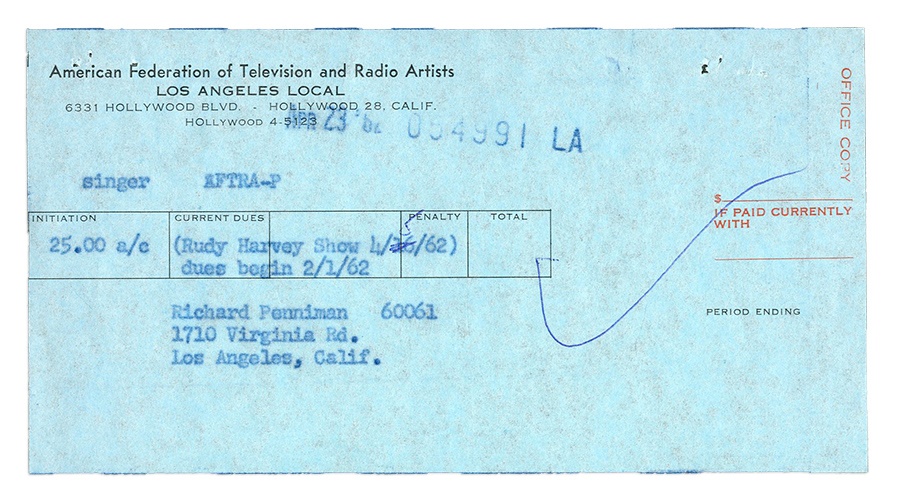 American Federation of Television and Radio Artists
LOS ANGELES LOCAL
6331 HOLLYWOOD BLVD. - HOLLYWOOD 28, CALIF.
HOLLYWOOD 4-5123
APR 23 '62 054991 LA
OFFICE COPY
singer AFTRA-P
$
IF PAID CURRENTLY
WITH
INITIATION CURRENT DUES PENALTY TOTAL
25.00 a/c (Rudy Harvey Show 4/16/62)
dues begin 2/1/62
PERIOD ENDING
Richard Penniman 60061
1710 Virginia Rd.
Los Angeles, Calif.